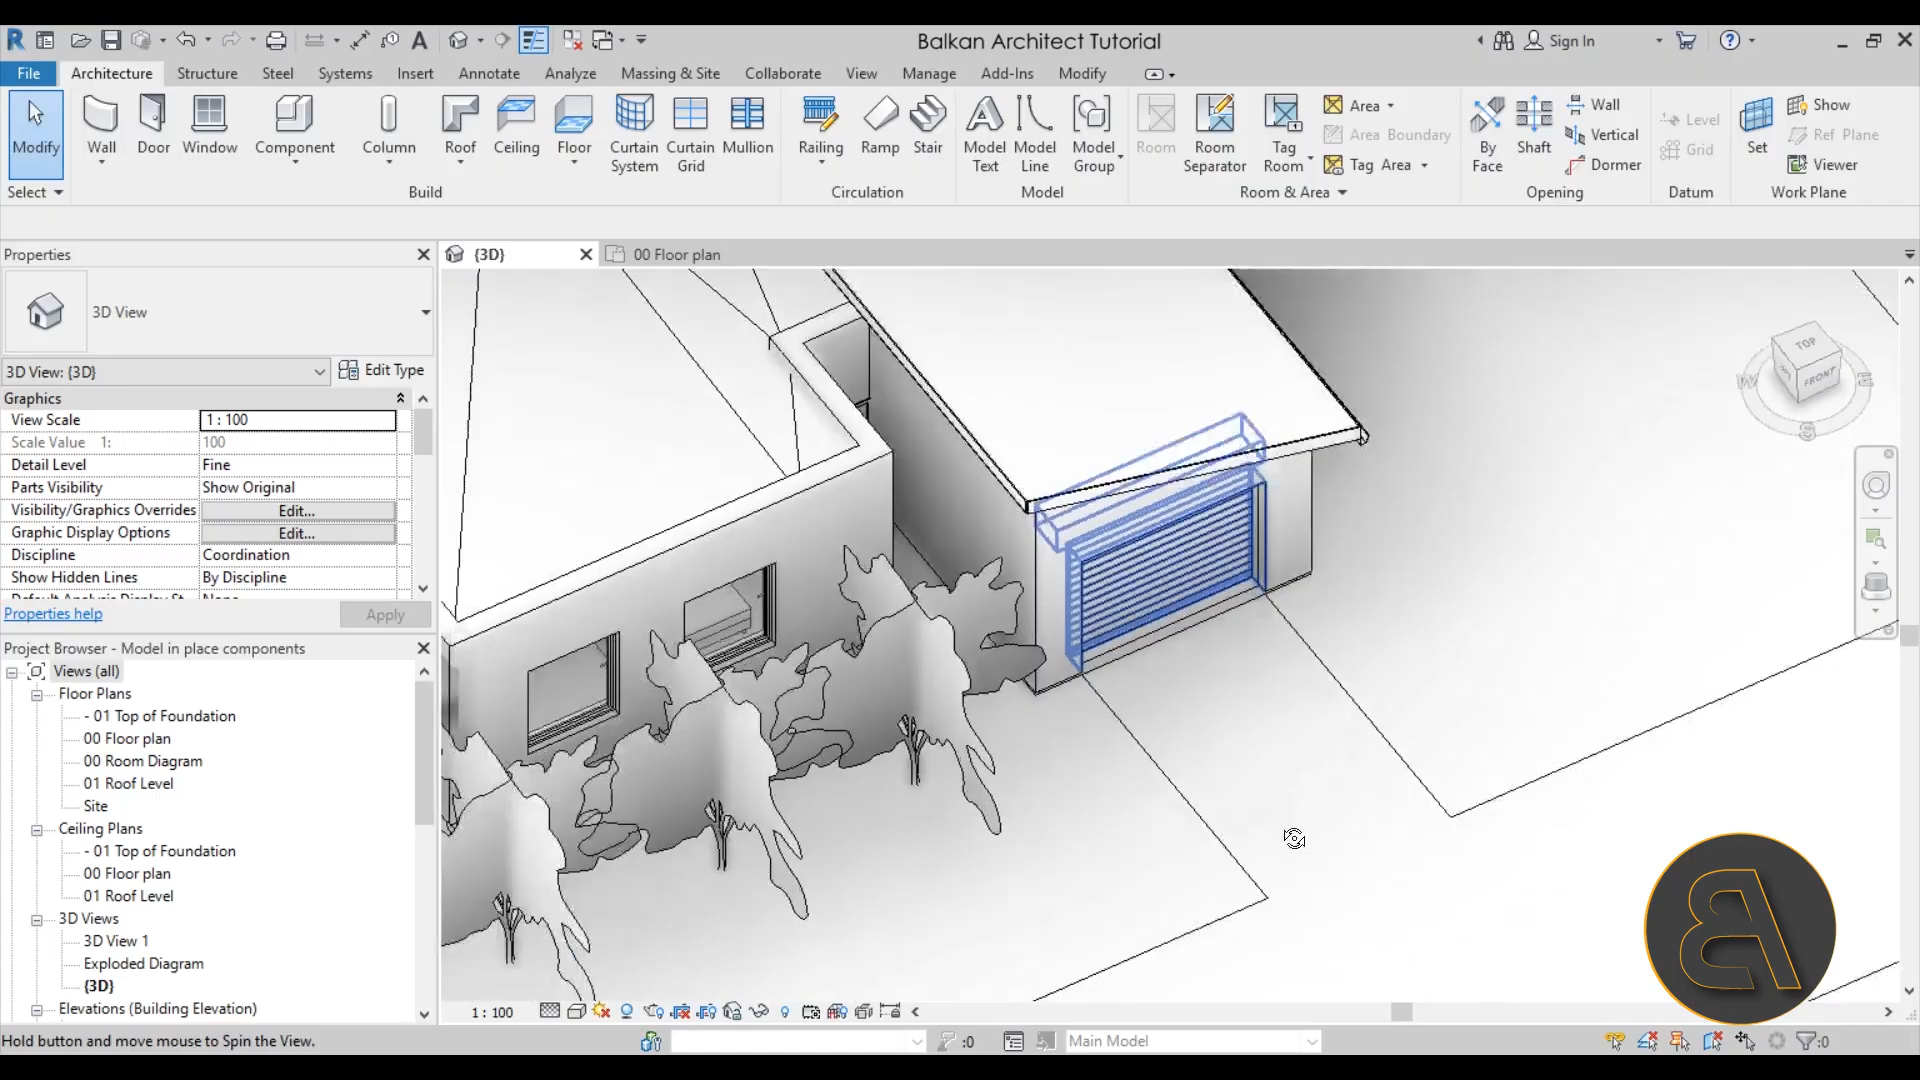 Balkan Architect Tutorial
Sign In
File Architecture Structure Steel Systems Insert Annotate Analyze Massing & Site Collaborate View Manage Add-Ins Modify
Modify
Wall
Door
Window
Component
Column
Roof
Ceiling
Floor
Curtain System
Curtain Grid
Mullion
Railing
Ramp
Stair
Model Text
Model Line
Model Group
Room
Room Separator
Tag Room
Area
Area Boundary
Tag Area
By Face
Shaft
Wall
Vertical
Dormer
Level
Grid
Set
Show
Ref Plane
Viewer
Select
Build
Circulation
Model
Room & Area
Opening
Datum
Work Plane
Properties
{3D}
00 Floor plan
3D View
3D View: {3D}
Edit Type
Graphics
View Scale 1 : 100
Scale Value 1: 100
Detail Level Fine
Parts Visibility Show Original
Visibility/Graphics Overrides Edit...
Graphic Display Options Edit...
Discipline Coordination
Show Hidden Lines By Discipline
Properties help
Apply
TOP
FRONT
W
E
S
Project Browser - Model in place components
Views (all)
Floor Plans
- 01 Top of Foundation
00 Floor plan
00 Room Diagram
01 Roof Level
Site
Ceiling Plans
- 01 Top of Foundation
00 Floor plan
01 Roof Level
3D Views
3D View 1
Exploded Diagram
{3D}
Elevations (Building Elevation)
1 : 100
Hold button and move mouse to Spin the View.
:0
Main Model
:0